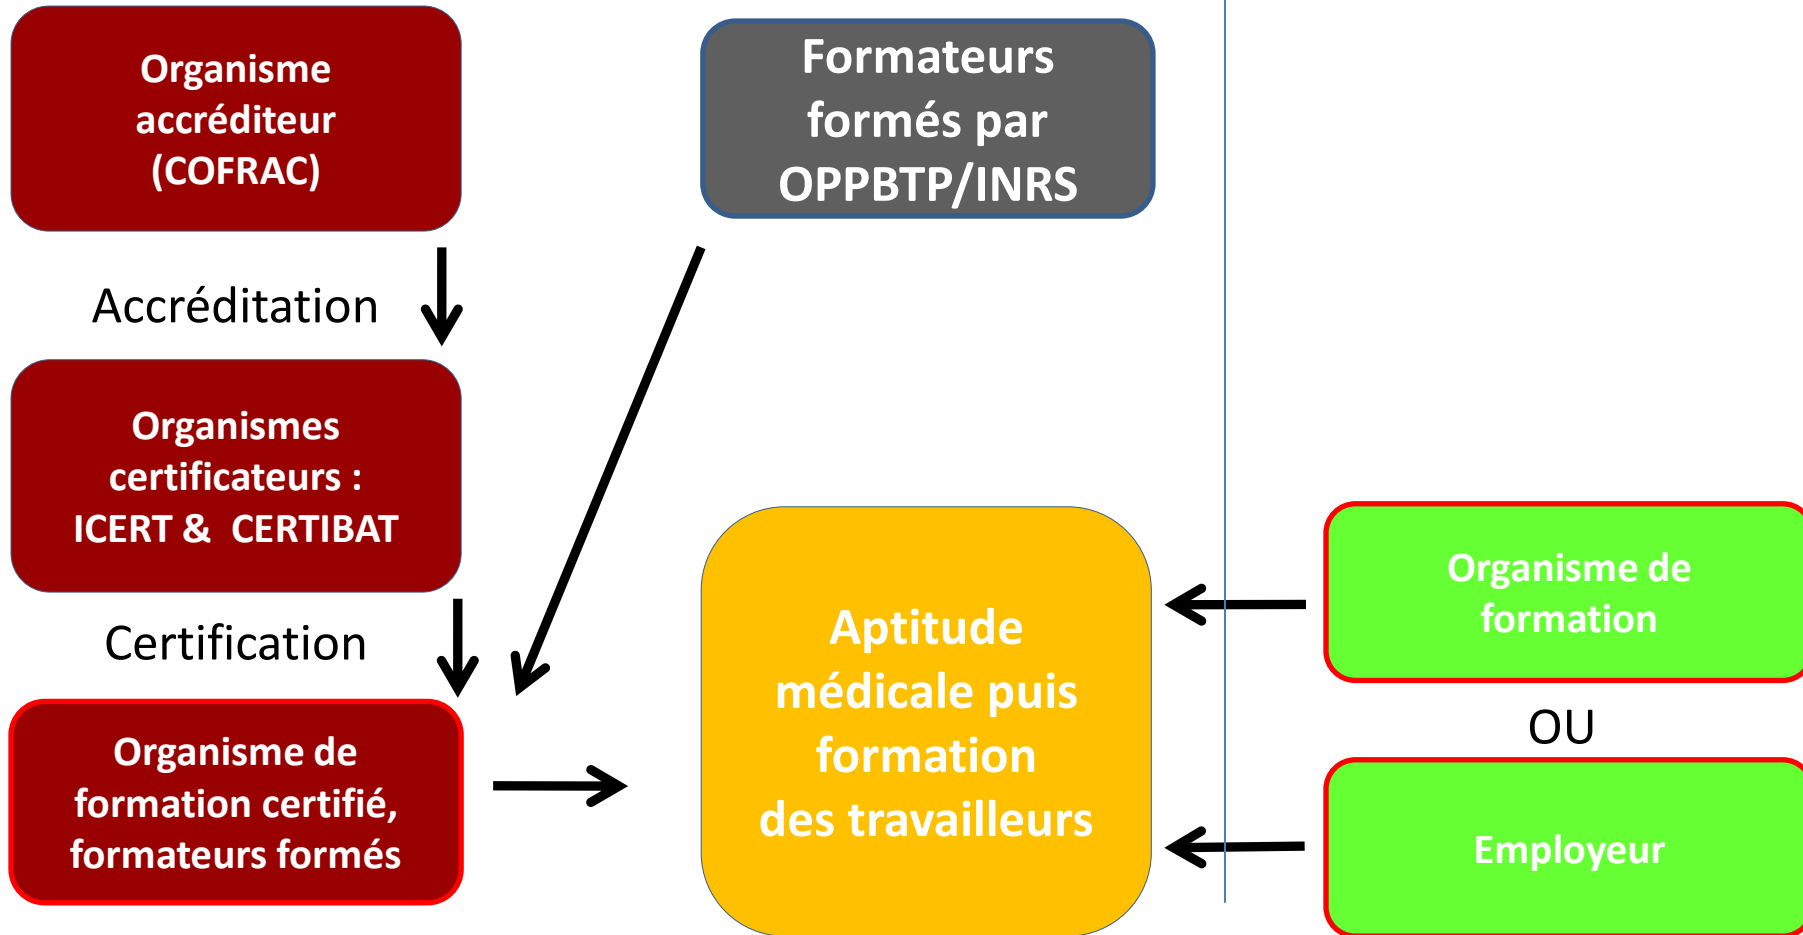 Organisme
accréditeur
(COFRAC)
Formateurs
formés par
OPPBTP/INRS
Accréditation
Organismes
certificateurs :
ICERT & CERTIBAT
Certification
Organisme de
formation certifié,
formateurs formés
Aptitude
médicale puis
formation
des travailleurs
Organisme de
formation
OU
Employeur